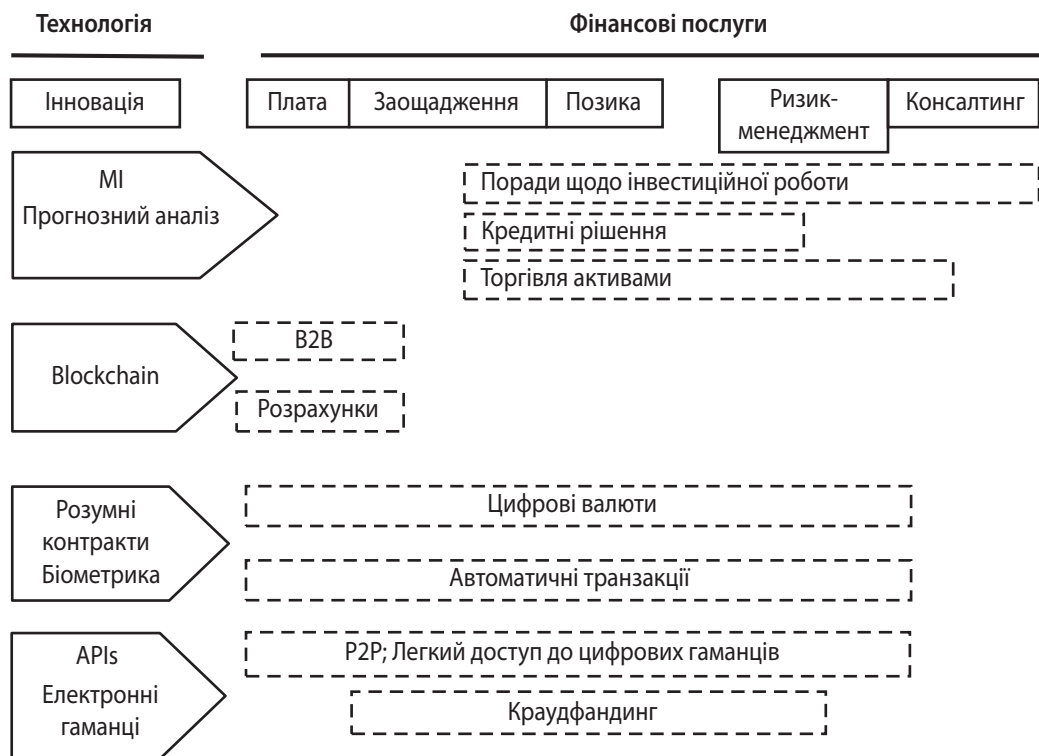 Технологія
Фінансові послуги
Інновація
Плата
Заощадження
Позика
Ризик-
менеджмент
Консалтинг
МІ
Прогнозний аналіз
Поради щодо інвестиційної роботи
Кредитні рішення
Торгівля активами
Blockchain
B2B
Розрахунки
Розумні
контракти
Біометрика
Цифрові валюти
Автоматичні транзакції
APIs
Електронні
гаманці
P2P; Легкий доступ до цифрових гаманців
Краудфандинг